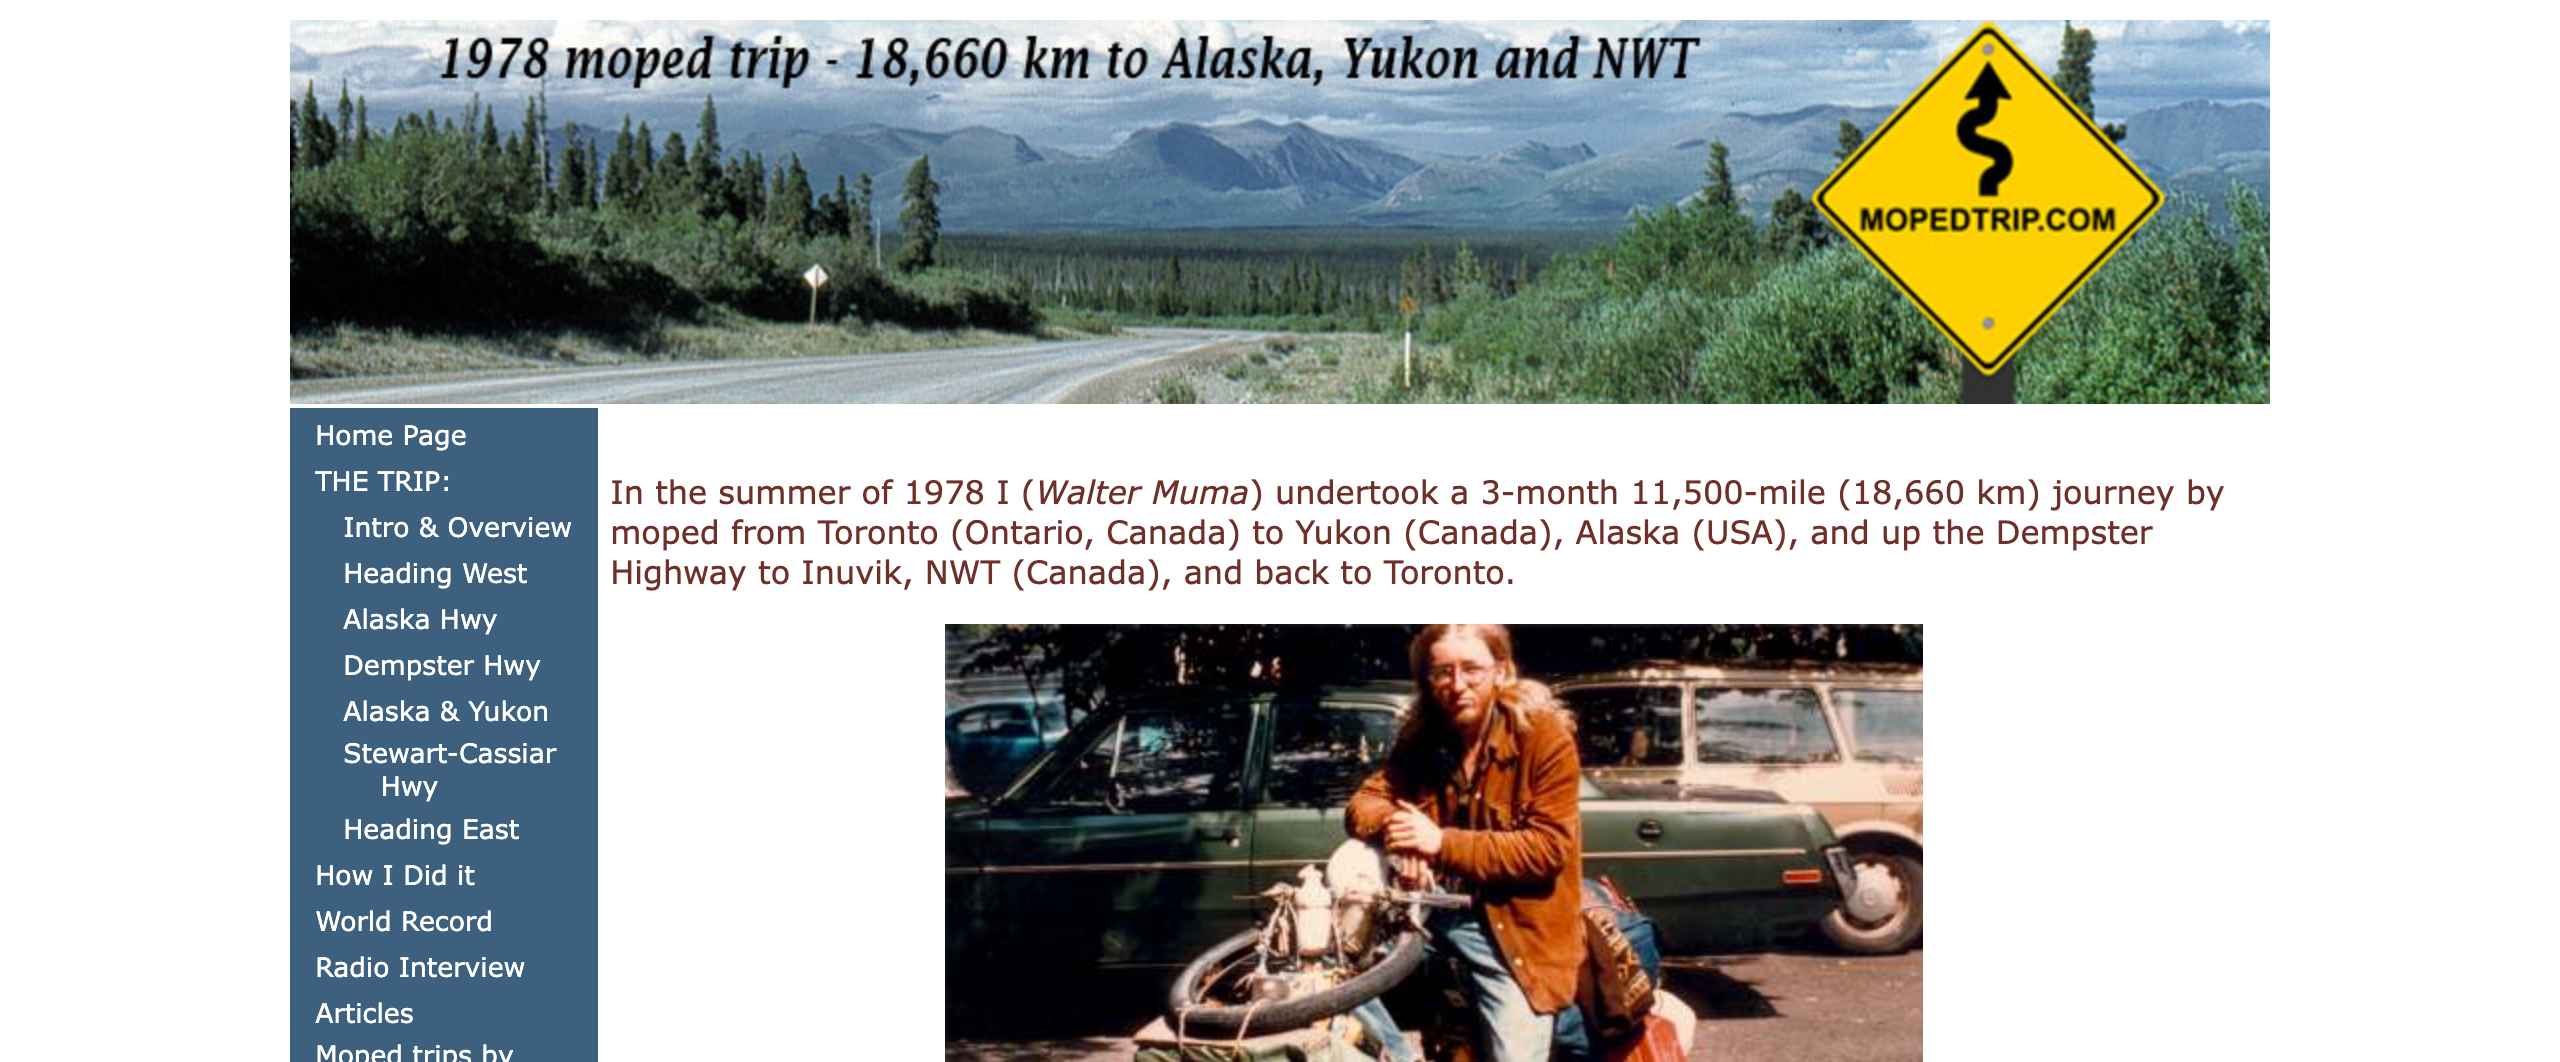 1978 moped trip - 18,660 km to Alaska, Yukon and NWT
MOPEDTRIP.COM
Home Page
THE TRIP:
Intro & Overview
Heading West
Alaska Hwy
Dempster Hwy
Alaska & Yukon
Stewart-Cassiar
Hwy
Heading East
How I Did it
World Record
Radio Interview
Articles
Moped trips by
In the summer of 1978 I (Walter Muma) undertook a 3-month 11,500-mile (18,660 km) journey by
moped from Toronto (Ontario, Canada) to Yukon (Canada), Alaska (USA), and up the Dempster
Highway to Inuvik, NWT (Canada), and back to Toronto.